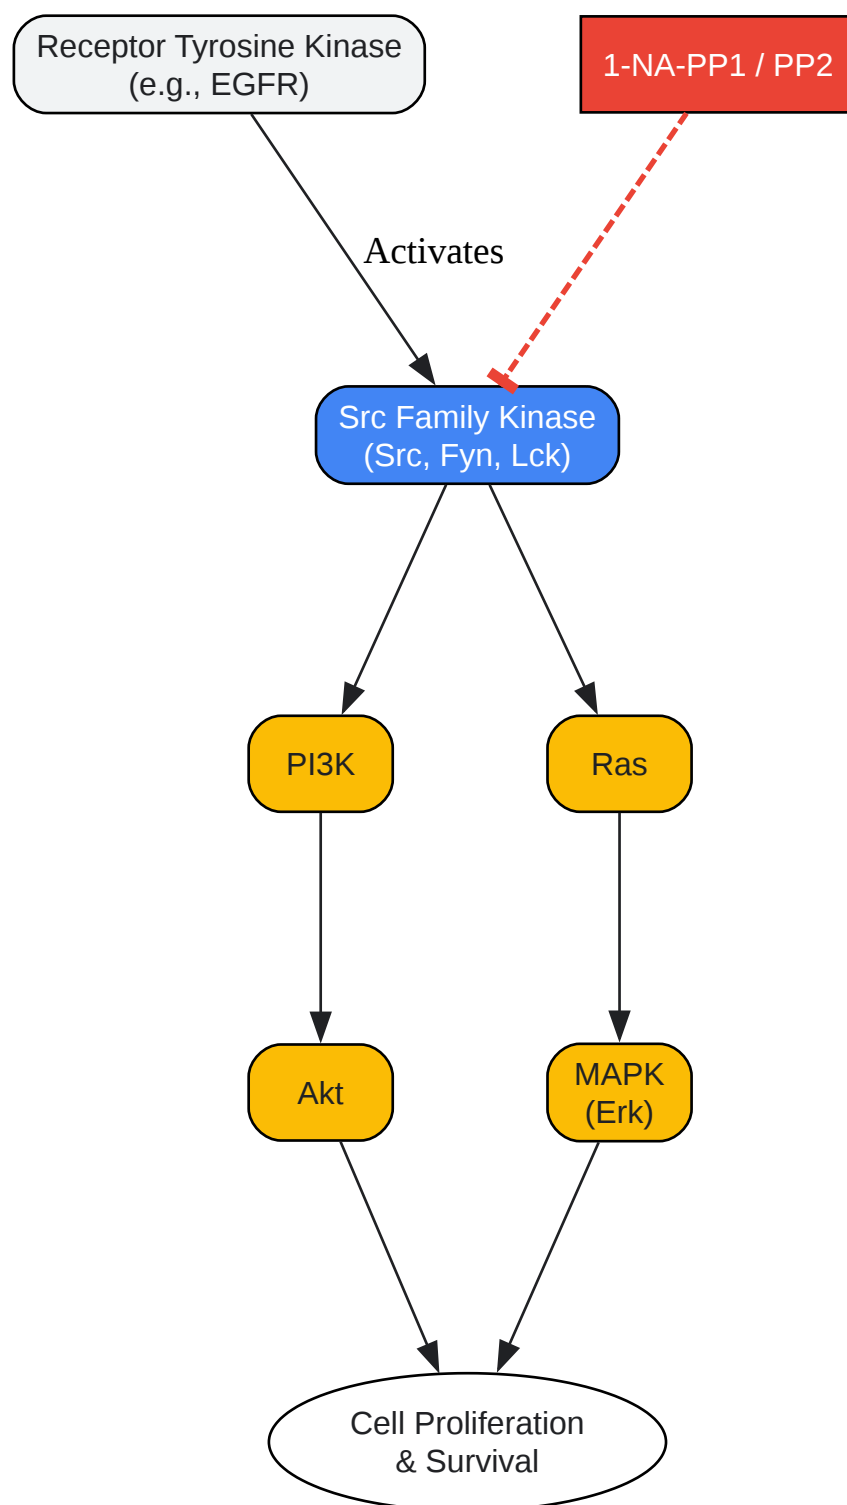 Receptor Tyrosine Kinase
(e.g., EGFR)
1-NA-PP1 / PP2
Activates
Src Family Kinase
(Src, Fyn, Lck)
PI3K
Ras
Akt
MAPK
(Erk)
Cell Proliferation
& Survival